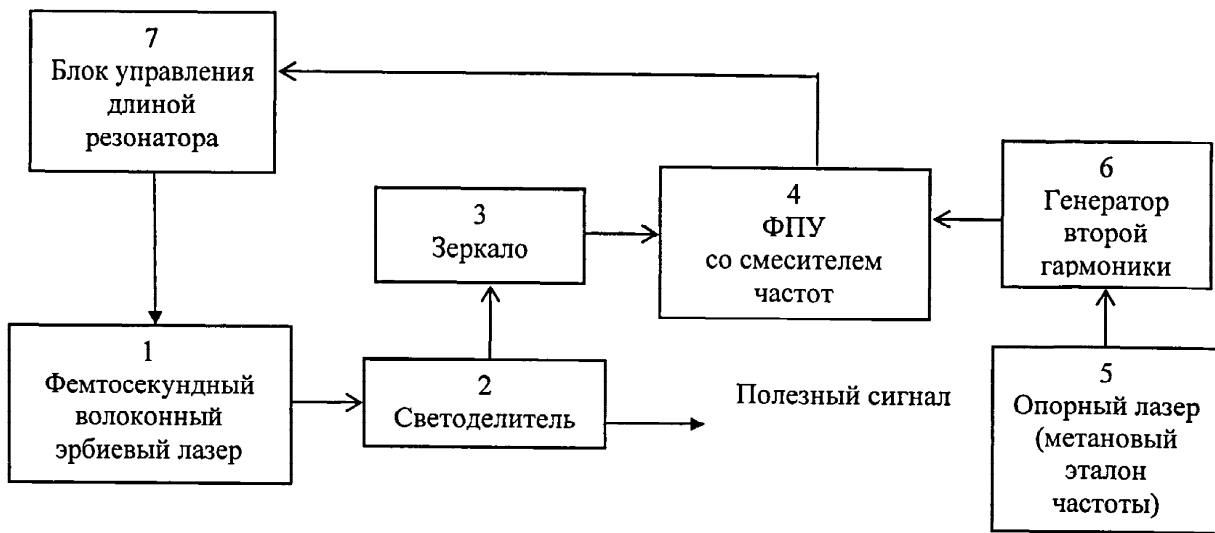 7
Блок управления
длиной
резонатора
3
Зеркало
4
ФПУ
со смесителем
частот
6
Генератор
второй
гармоники
1
Фемтосекундный
волоконный
эрбиевый лазер
2
Светоделитель
Полезный сигнал
5
Опорный лазер
(метановый
эталон
частоты)